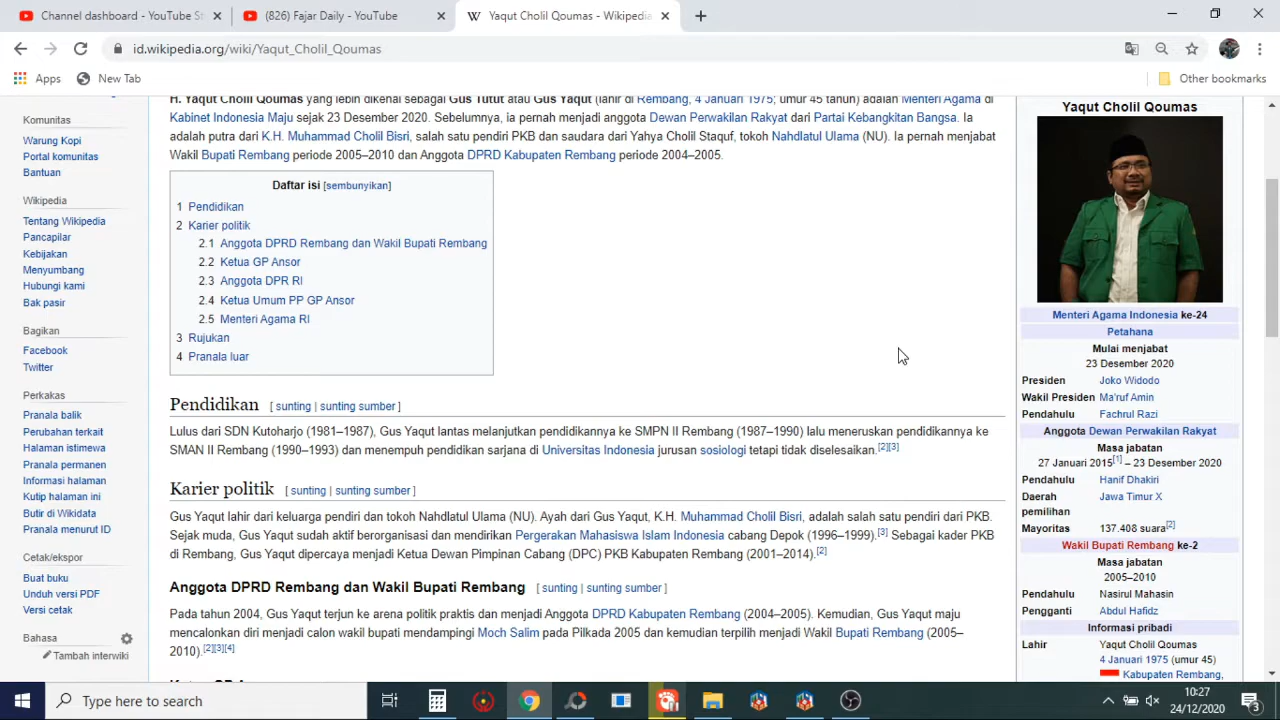 Channel dashboard - YouTube St
(826) Fajar Daily - YouTube
Yaqut Cholil Qoumas - Wikipedia
id.wikipedia.org/wiki/Yaqut_Cholil_Qoumas
Apps
New Tab
Other bookmarks
Komunitas
Warung Kopi
Portal komunitas
Bantuan
Wikipedia
Tentang Wikipedia
Pancapilar
Kebijakan
Menyumbang
Hubungi kami
Bak pasir
Bagikan
Facebook
Twitter
Perkakas
Pranala balik
Perubahan terkait
Halaman istimewa
Pranala permanen
Informasi halaman
Kutip halaman ini
Butir di Wikidata
Pranala menurut ID
Cetak/ekspor
Buat buku
Unduh versi PDF
Versi cetak
Bahasa
Tambah interwiki
H. Yaqut Cholil Qoumas yang lebih dikenal sebagai Gus Tutut atau Gus Yaqut (lahir di Rembang, 4 Januari 1975; umur 45 tahun) adalah Menteri Agama di
Kabinet Indonesia Maju sejak 23 Desember 2020. Sebelumnya, ia pernah menjadi anggota Dewan Perwakilan Rakyat dari Partai Kebangkitan Bangsa. Ia
adalah putra dari K.H. Muhammad Cholil Bisri, salah satu pendiri PKB dan saudara dari Yahya Cholil Staquf, tokoh Nahdlatul Ulama (NU). Ia pernah menjabat
Wakil Bupati Rembang periode 2005–2010 dan Anggota DPRD Kabupaten Rembang periode 2004–2005.
Daftar isi [sembunyikan]
1 Pendidikan
2 Karier politik
2.1 Anggota DPRD Rembang dan Wakil Bupati Rembang
2.2 Ketua GP Ansor
2.3 Anggota DPR RI
2.4 Ketua Umum PP GP Ansor
2.5 Menteri Agama RI
3 Rujukan
4 Pranala luar
Pendidikan [ sunting | sunting sumber ]
Lulus dari SDN Kutoharjo (1981–1987), Gus Yaqut lantas melanjutkan pendidikannya ke SMPN II Rembang (1987–1990) lalu meneruskan pendidikannya ke
SMAN II Rembang (1990–1993) dan menempuh pendidikan sarjana di Universitas Indonesia jurusan sosiologi tetapi tidak diselesaikan.[2][3]
Karier politik [ sunting | sunting sumber ]
Gus Yaqut lahir dari keluarga pendiri dan tokoh Nahdlatul Ulama (NU). Ayah dari Gus Yaqut, K.H. Muhammad Cholil Bisri, adalah salah satu pendiri dari PKB.
Sejak muda, Gus Yaqut sudah aktif berorganisasi dan mendirikan Pergerakan Mahasiswa Islam Indonesia cabang Depok (1996–1999).[3] Sebagai kader PKB
di Rembang, Gus Yaqut dipercaya menjadi Ketua Dewan Pimpinan Cabang (DPC) PKB Kabupaten Rembang (2001–2014).[2]
Anggota DPRD Rembang dan Wakil Bupati Rembang [ sunting | sunting sumber ]
Pada tahun 2004, Gus Yaqut terjun ke arena politik praktis dan menjadi Anggota DPRD Kabupaten Rembang (2004–2005). Kemudian, Gus Yaqut maju
mencalonkan diri menjadi calon wakil bupati mendampingi Moch Salim pada Pilkada 2005 dan kemudian terpilih menjadi Wakil Bupati Rembang (2005–
2010).[2][3][4]
Yaqut Cholil Qoumas
Menteri Agama Indonesia ke-24
Petahana
Mulai menjabat
23 Desember 2020
Presiden Joko Widodo
Wakil Presiden Ma'ruf Amin
Pendahulu Fachrul Razi
Anggota Dewan Perwakilan Rakyat
Masa jabatan
27 Januari 2015[1] – 23 Desember 2020
Pendahulu Hanif Dhakiri
Daerah Jawa Timur X
pemilihan
Mayoritas 137.408 suara[2]
Wakil Bupati Rembang ke-2
Masa jabatan
2005–2010
Pendahulu Nasirul Mahasin
Pengganti Abdul Hafidz
Informasi pribadi
Lahir Yaqut Cholil Qoumas
4 Januari 1975 (umur 45)
Kabupaten Rembang,
Type here to search
10:27
24/12/2020
3